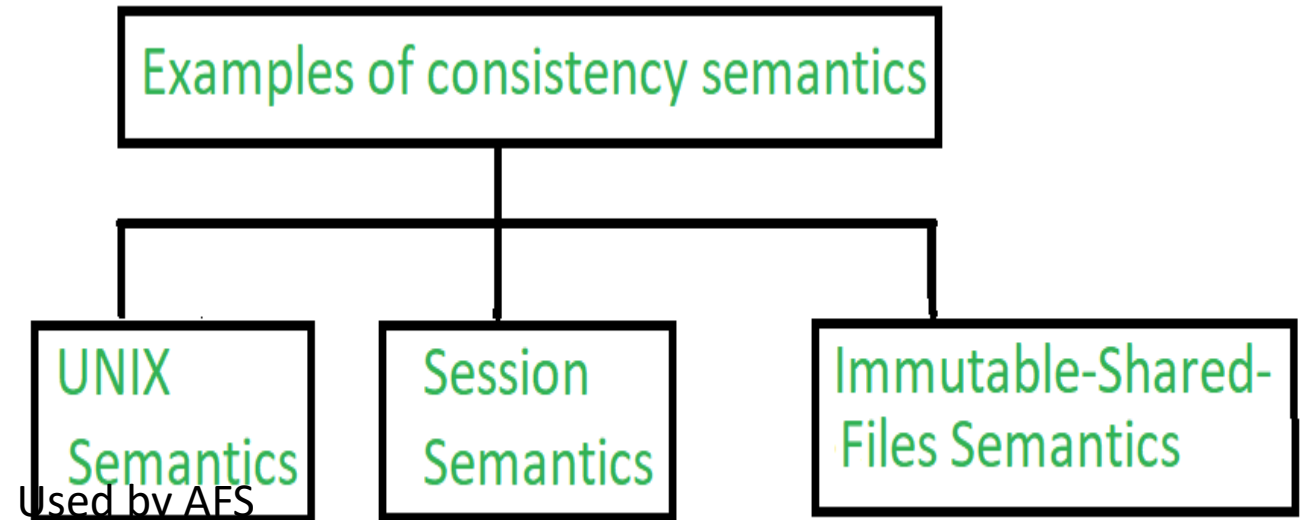 Examples of consistency semantics
UNIX
Semantics
Session
Semantics
Immutable-Shared-
Files Semantics
Used by AFS